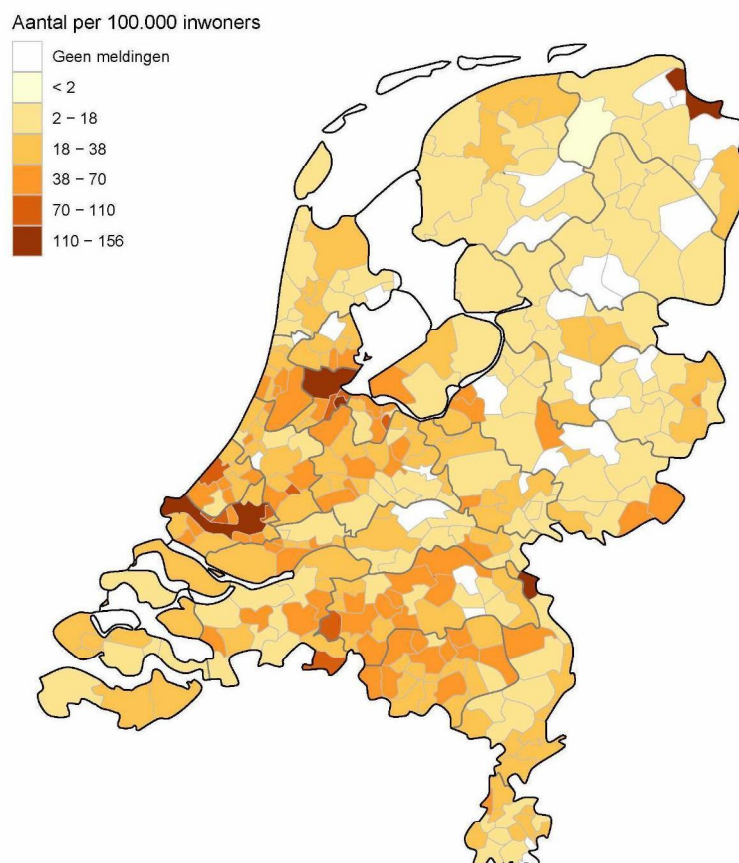 Aantal per 100.000 inwoners
Geen meldingen
< 2
2 – 18
18 – 38
38 – 70
70 – 110
110 – 156